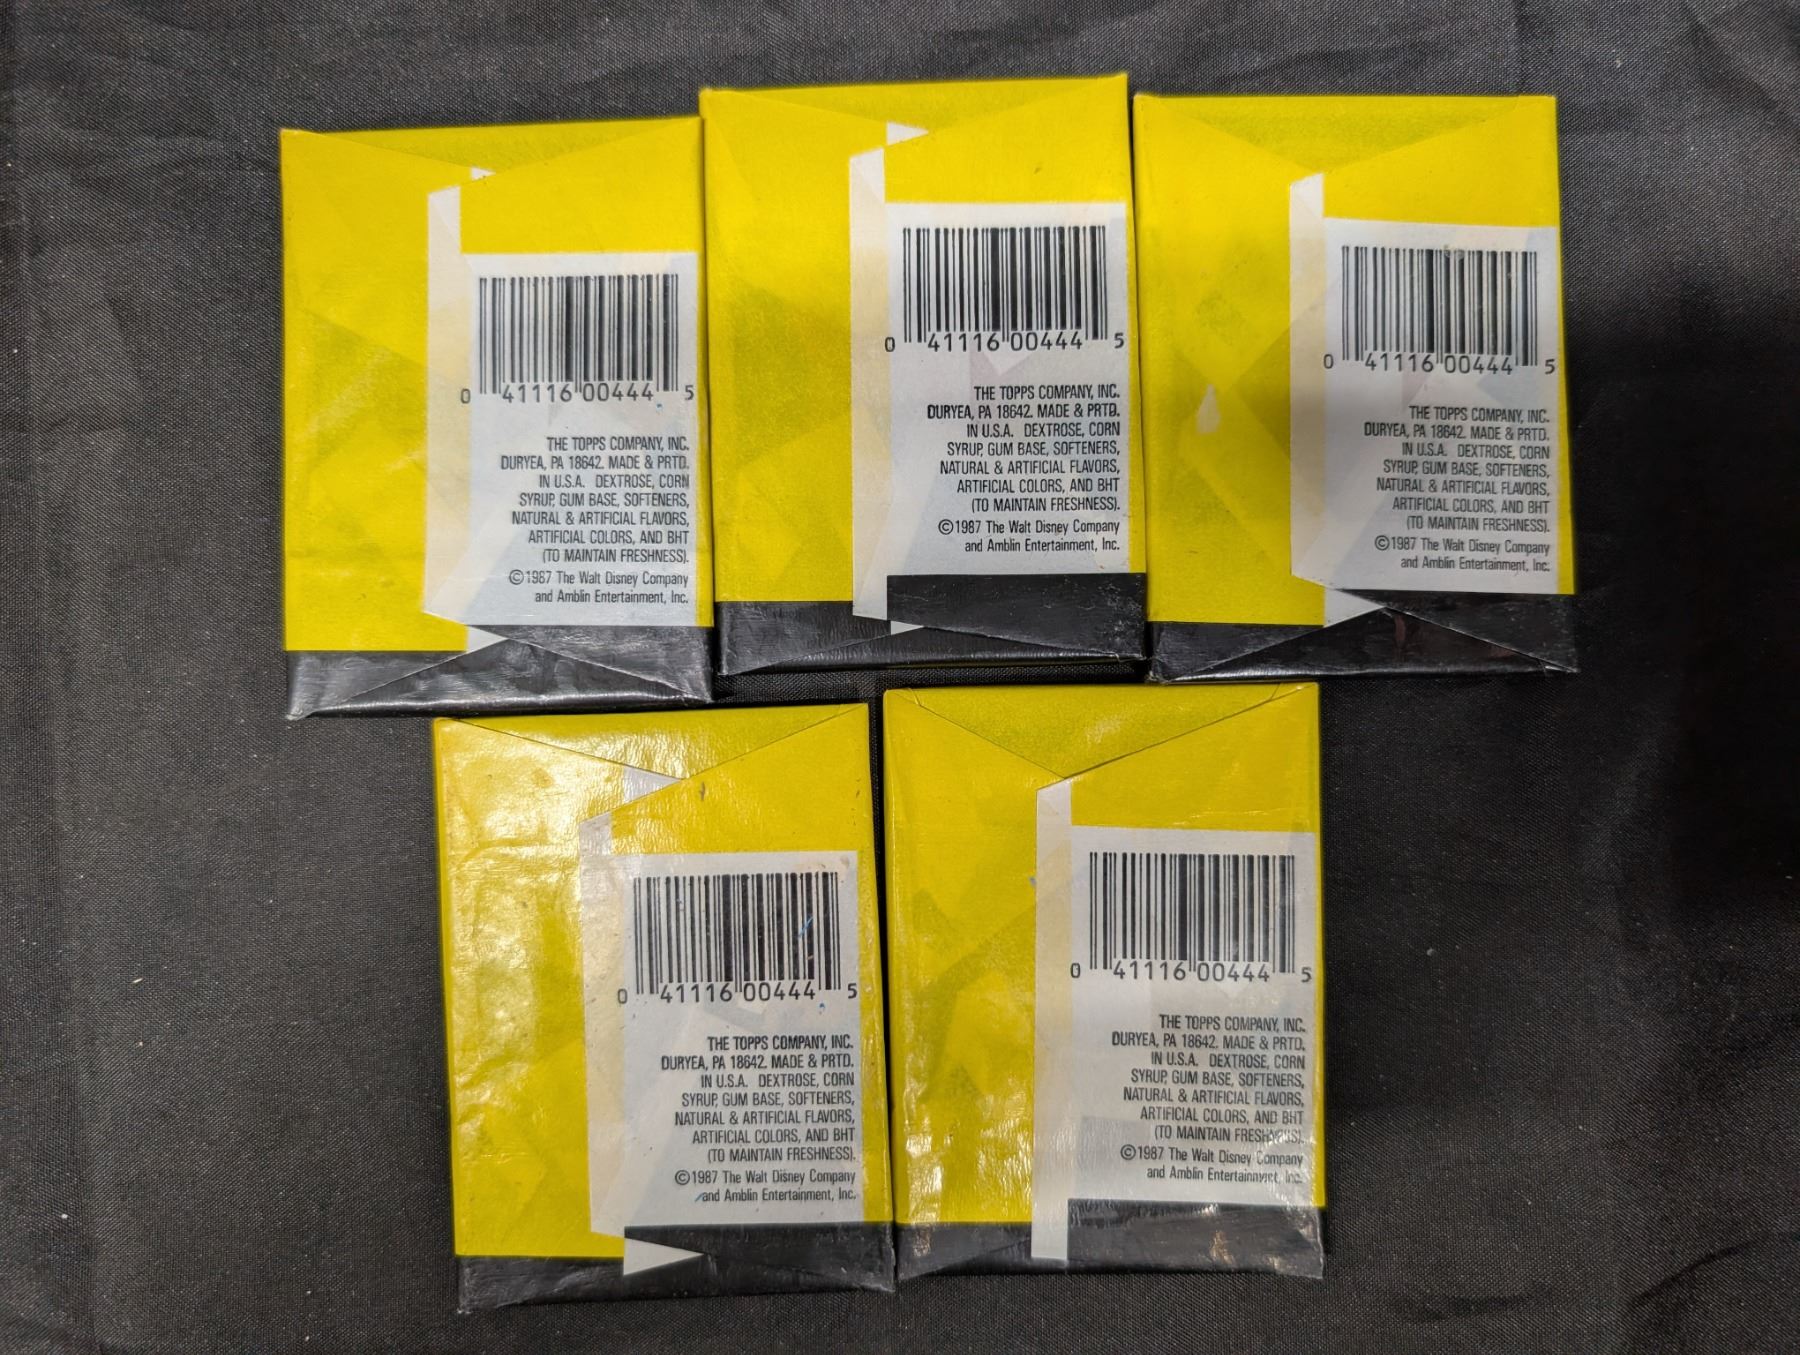 0 41116 00444 5
THE TOPPS COMPANY, INC.
DURYEA, PA 18642. MADE & PRTD.
IN U.S.A. DEXTROSE, CORN
SYRUP, GUM BASE, SOFTENERS,
NATURAL & ARTIFICIAL FLAVORS,
ARTIFICIAL COLORS, AND BHT
(TO MAINTAIN FRESHNESS).
©1987 The Walt Disney Company
and Amblin Entertainment, Inc.
0 41116 00444 5
THE TOPPS COMPANY, INC.
DURYEA, PA 18642. MADE & PRTD.
IN U.S.A. DEXTROSE, CORN
SYRUP, GUM BASE, SOFTENERS,
NATURAL & ARTIFICIAL FLAVORS,
ARTIFICIAL COLORS, AND BHT
(TO MAINTAIN FRESHNESS).
©1987 The Walt Disney Company
and Amblin Entertainment, Inc.
0 41116 00444 5
THE TOPPS COMPANY, INC.
DURYEA, PA 18642. MADE & PRTD.
IN U.S.A. DEXTROSE, CORN
SYRUP, GUM BASE, SOFTENERS,
NATURAL & ARTIFICIAL FLAVORS,
ARTIFICIAL COLORS, AND BHT
(TO MAINTAIN FRESHNESS).
©1987 The Walt Disney Company
and Amblin Entertainment, Inc.
0 41116 00444 5
THE TOPPS COMPANY, INC.
DURYEA, PA 18642. MADE & PRTD.
IN U.S.A. DEXTROSE, CORN
SYRUP, GUM BASE, SOFTENERS,
NATURAL & ARTIFICIAL FLAVORS,
ARTIFICIAL COLORS, AND BHT
(TO MAINTAIN FRESHNESS).
©1987 The Walt Disney Company
and Amblin Entertainment, Inc.
0 41116 00444 5
THE TOPPS COMPANY, INC.
DURYEA, PA 18642. MADE & PRTD.
IN U.S.A. DEXTROSE, CORN
SYRUP, GUM BASE, SOFTENERS,
NATURAL & ARTIFICIAL FLAVORS,
ARTIFICIAL COLORS, AND BHT
(TO MAINTAIN FRESHNESS).
©1987 The Walt Disney Company
and Amblin Entertainment, Inc.